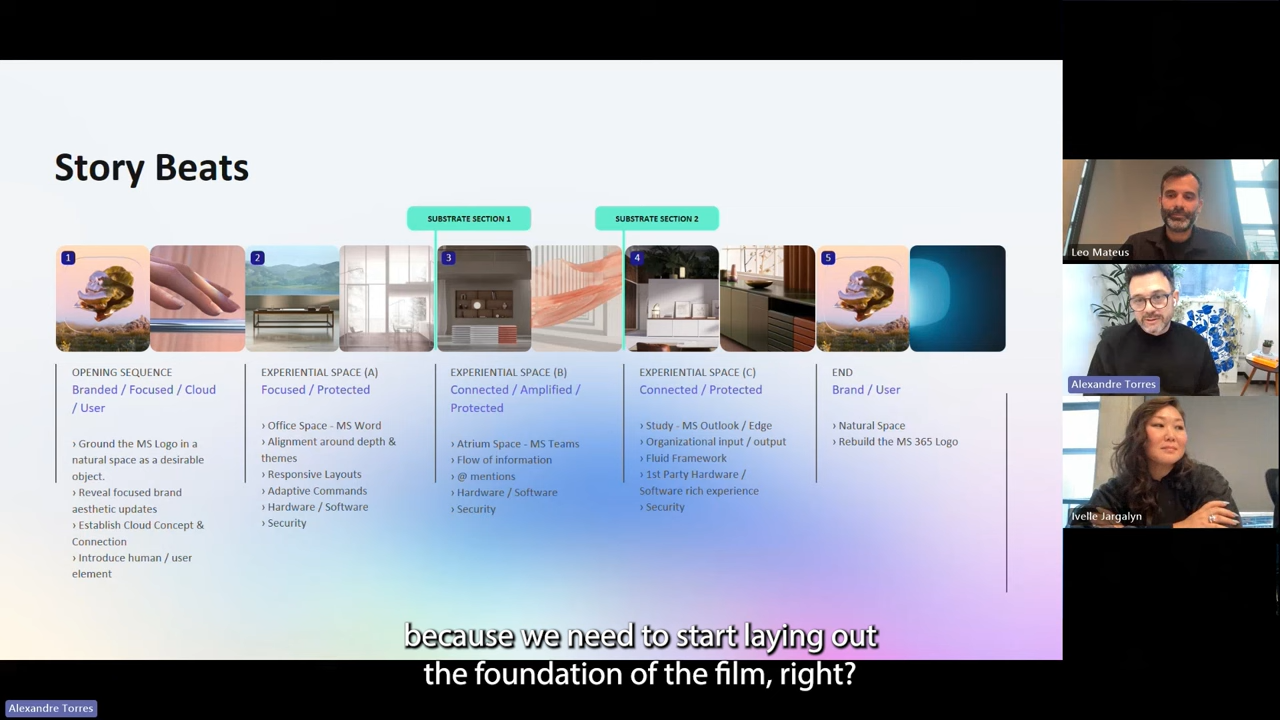 Story Beats
SUBSTRATE SECTION 1
SUBSTRATE SECTION 2
1
2
3
4
5
OPENING SEQUENCE
Branded / Focused / Cloud
/ User
› Ground the MS Logo in a
natural space as a desirable
object.
› Reveal focused brand
aesthetic updates
› Establish Cloud Concept &
Connection
› Introduce human / user
element
EXPERIENTIAL SPACE (A)
Focused / Protected
› Office Space - MS Word
› Alignment around depth &
themes
› Responsive Layouts
› Adaptive Commands
› Hardware / Software
› Security
EXPERIENTIAL SPACE (B)
Connected / Amplified /
Protected
› Atrium Space - MS Teams
› Flow of information
› @ mentions
› Hardware / Software
› Security
EXPERIENTIAL SPACE (C)
Connected / Protected
› Study - MS Outlook / Edge
› Organizational input / output
› Fluid Framework
› 1st Party Hardware /
Software rich experience
› Security
END
Brand / User
› Natural Space
› Rebuild the MS 365 Logo
Leo Mateus
Alexandre Torres
Ivelle Jargalyn
because we need to start laying out
the foundation of the film, right?
Alexandre Torres